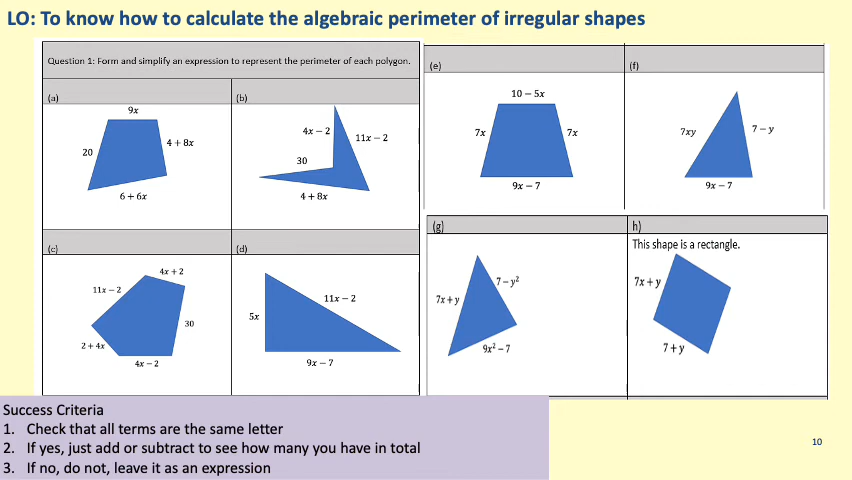 LO: To know how to calculate the algebraic perimeter of irregular shapes
Question 1: Form and simplify an expression to represent the perimeter of each polygon.
(a)
9x
20
4 + 8x
6 + 6x
(b)
4x − 2
11x − 2
30
4 + 8x
(c)
4x + 2
11x − 2
30
2 + 4x
4x − 2
(d)
11x − 2
5x
9x − 7
(e)
10 − 5x
7x
7x
9x − 7
(f)
7xy
7 − y
9x − 7
(g)
7 − y²
7x + y
9x² − 7
h)
This shape is a rectangle.
7x + y
7 + y
Success Criteria
1. Check that all terms are the same letter
2. If yes, just add or subtract to see how many you have in total
3. If no, do not, leave it as an expression
10